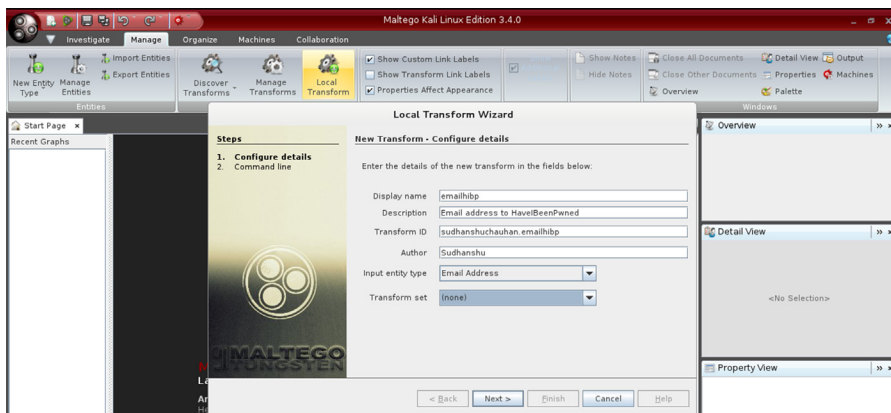 Maltego Kali Linux Edition 3.4.0
Investigate Manage Organize Machines Collaboration
New Entity Type
Manage Entities
Import Entities
Export Entities
Entities
Discover Transforms
Manage Transforms
Local Transform
Show Custom Link Labels
Show Transform Link Labels
Properties Affect Appearance
Show Notes
Hide Notes
Close All Documents
Close Other Documents
Overview
Detail View
Output
Properties
Machines
Palette
Windows
Start Page
Recent Graphs
Local Transform Wizard
Steps
1. Configure details
2. Command line
New Transform - Configure details
Enter the details of the new transform in the fields below:
Display name emailhibp
Description Email address to HaveIBeenPwned
Transform ID sudhanshuchauhan.emailhibp
Author Sudhanshu
Input entity type Email Address
Transform set (none)
MALTEGO
TUNGSTEN
< Back Next > Finish Cancel Help
Overview
Detail View
<No Selection>
Property View